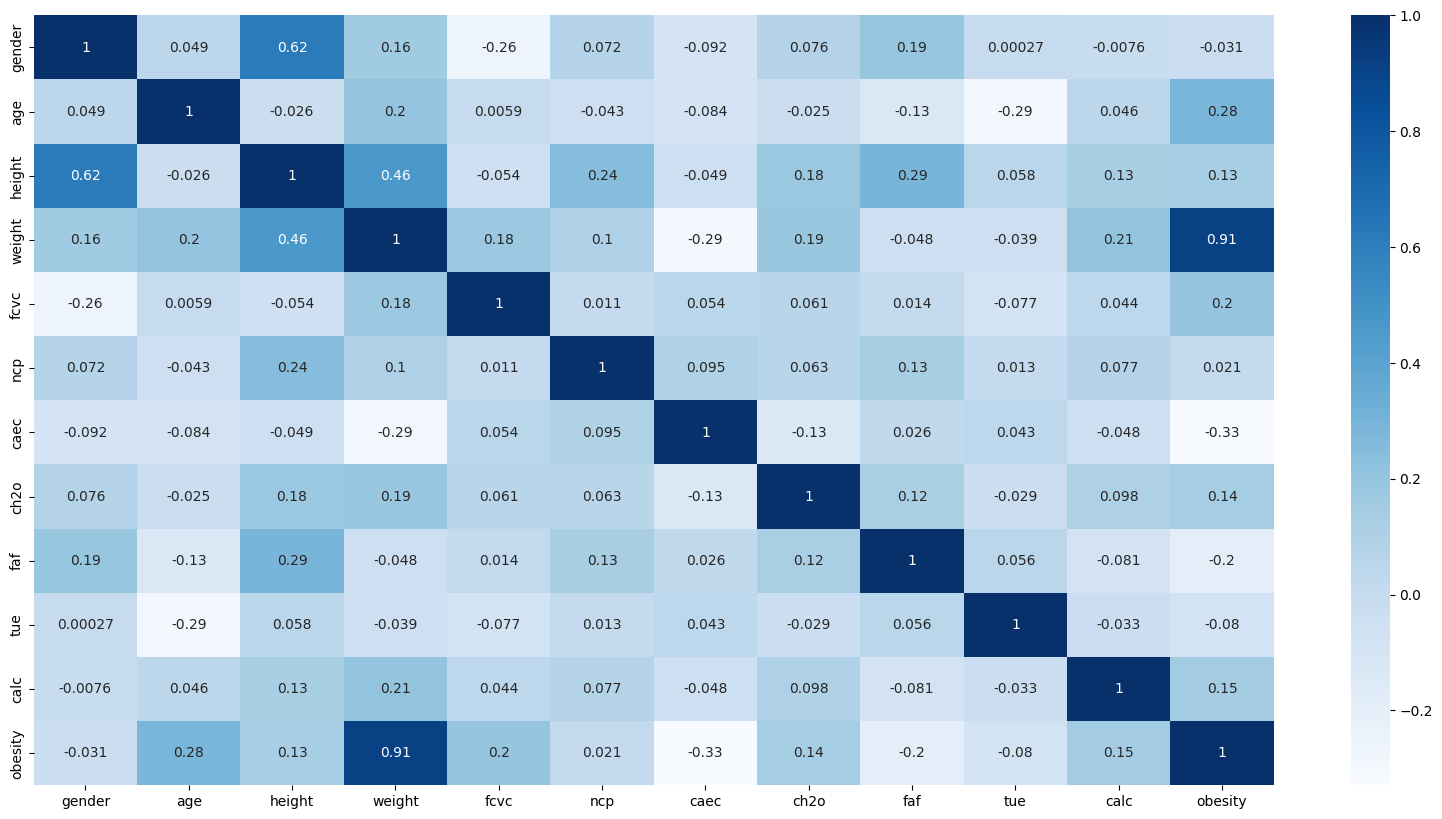 gender 1 0.049 0.62 0.16 -0.26 0.072 -0.092 0.076 0.19 0.00027 -0.0076 -0.031
age 0.049 1 -0.026 0.2 0.0059 -0.043 -0.084 -0.025 -0.13 -0.29 0.046 0.28
height 0.62 -0.026 1 0.46 -0.054 0.24 -0.049 0.18 0.29 0.058 0.13 0.13
weight 0.16 0.2 0.46 1 0.18 0.1 -0.29 0.19 -0.048 -0.039 0.21 0.91
fcvc -0.26 0.0059 -0.054 0.18 1 0.011 0.054 0.061 0.014 -0.077 0.044 0.2
ncp 0.072 -0.043 0.24 0.1 0.011 1 0.095 0.063 0.13 0.013 0.077 0.021
caec -0.092 -0.084 -0.049 -0.29 0.054 0.095 1 -0.13 0.026 0.043 -0.048 -0.33
ch2o 0.076 -0.025 0.18 0.19 0.061 0.063 -0.13 1 0.12 -0.029 0.098 0.14
faf 0.19 -0.13 0.29 -0.048 0.014 0.13 0.026 0.12 1 0.056 -0.081 -0.2
tue 0.00027 -0.29 0.058 -0.039 -0.077 0.013 0.043 -0.029 0.056 1 -0.033 -0.08
calc -0.0076 0.046 0.13 0.21 0.044 0.077 -0.048 0.098 -0.081 -0.033 1 0.15
obesity -0.031 0.28 0.13 0.91 0.2 0.021 -0.33 0.14 -0.2 -0.08 0.15 1
gender age height weight fcvc ncp caec ch2o faf tue calc obesity
1.0
0.8
0.6
0.4
0.2
0.0
−0.2